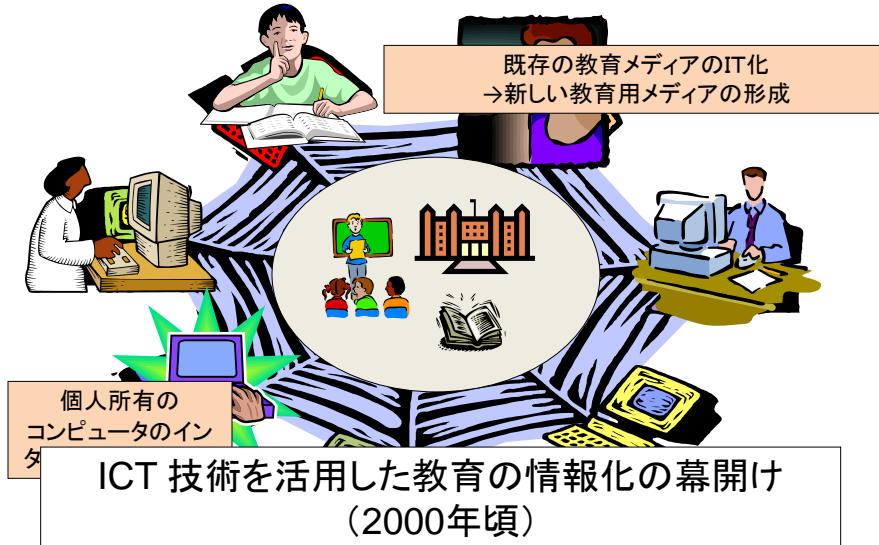 既存の教育メディアのIT化
→新しい教育用メディアの形成
個人所有の
コンピュータのイン
タ
ICT 技術を活用した教育の情報化の幕開け
（2000年頃）